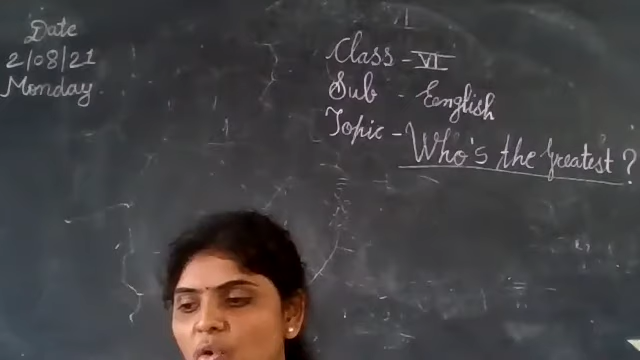 Date
2/08/21
Monday
Class - VI
Sub - English
Topic - Who's the Greatest ?